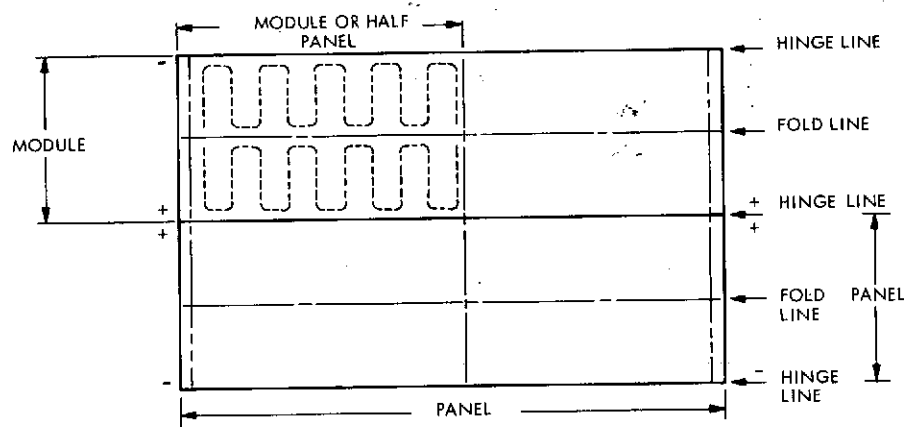 MODULE OR HALF
PANEL
HINGE LINE
-
FOLD LINE
MODULE
+
+
HINGE LINE
+
+
FOLD
LINE
PANEL
-
-
HINGE
LINE
PANEL